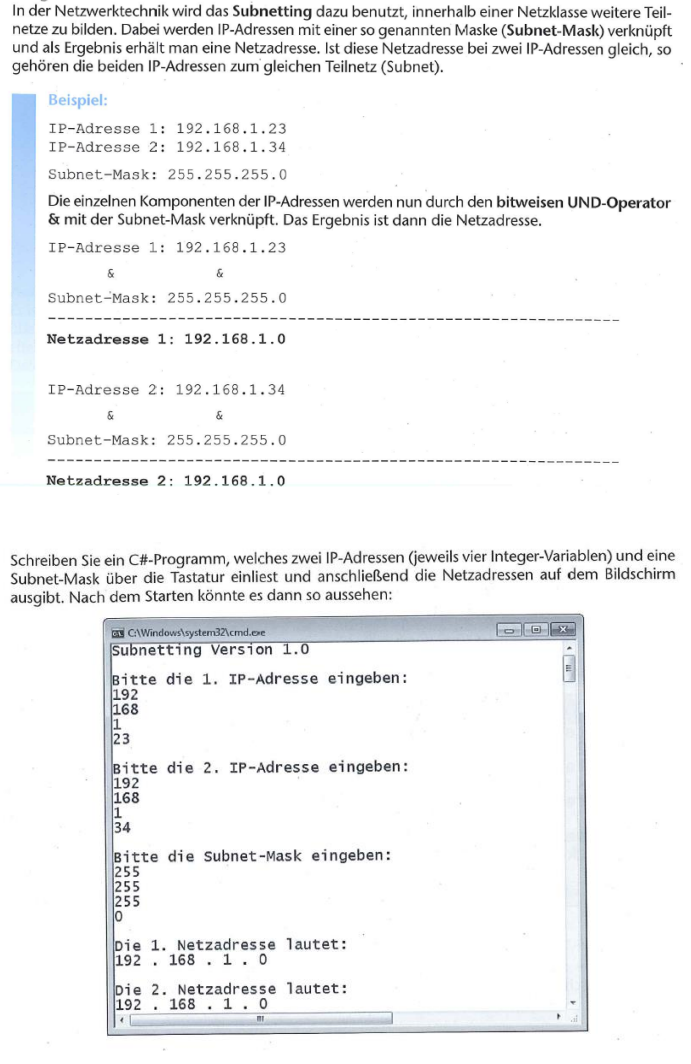 In der Netzwerktechnik wird das Subnetting dazu benutzt, innerhalb einer Netzklasse weitere Teil-
netze zu bilden. Dabei werden IP-Adressen mit einer so genannten Maske (Subnet-Mask) verknüpft
und als Ergebnis erhält man eine Netzadresse. Ist diese Netzadresse bei zwei IP-Adressen gleich, so
gehören die beiden IP-Adressen zum gleichen Teilnetz (Subnet).
Beispiel:
IP-Adresse 1: 192.168.1.23
IP-Adresse 2: 192.168.1.34
Subnet-Mask: 255.255.255.0
Die einzelnen Komponenten der IP-Adressen werden nun durch den bitweisen UND-Operator
& mit der Subnet-Mask verknüpft. Das Ergebnis ist dann die Netzadresse.
IP-Adresse 1: 192.168.1.23
& &
Subnet-Mask: 255.255.255.0
--------------------------------------------------------------
Netzadresse 1: 192.168.1.0
IP-Adresse 2: 192.168.1.34
& &
Subnet-Mask: 255.255.255.0
--------------------------------------------------------------
Netzadresse 2: 192.168.1.0
Schreiben Sie ein C#-Programm, welches zwei IP-Adressen (jeweils vier Integer-Variablen) und eine
Subnet-Mask über die Tastatur einliest und anschließend die Netzadressen auf dem Bildschirm
ausgibt. Nach dem Starten könnte es dann so aussehen:
C:\Windows\system32\cmd.exe
Subnetting Version 1.0
Bitte die 1. IP-Adresse eingeben:
192
168
1
23
Bitte die 2. IP-Adresse eingeben:
192
168
1
34
Bitte die Subnet-Mask eingeben:
255
255
255
0
Die 1. Netzadresse lautet:
192 . 168 . 1 . 0
Die 2. Netzadresse lautet:
192 . 168 . 1 . 0